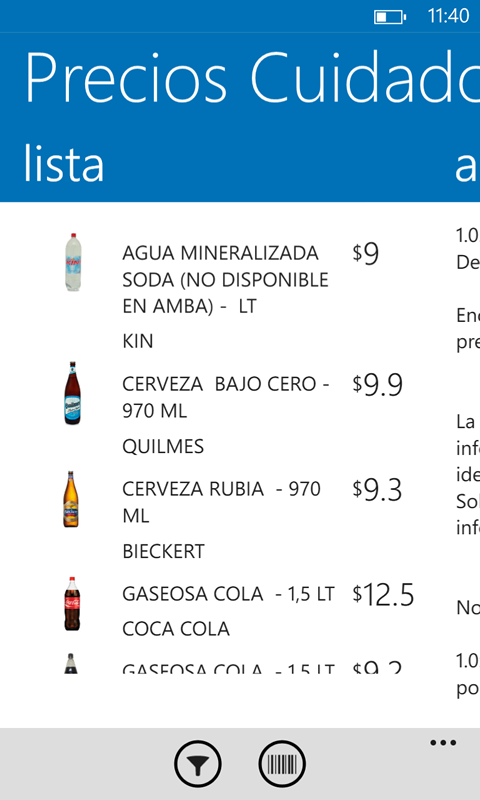 11:40
Precios Cuidado
lista
a
AGUA MINERALIZADA $9
SODA (NO DISPONIBLE
EN AMBA) -  LT
KIN
CERVEZA  BAJO CERO - $9.9
970 ML
QUILMES
CERVEZA RUBIA  - 970 $9.3
ML
BIECKERT
GASEOSA COLA  - 1,5 LT $12.5
COCA COLA
GASEOSA COLA  - 1,5 LT $9.2
1.0
De
En
pre
La
inf
ide
So
inf
No
1.0
po